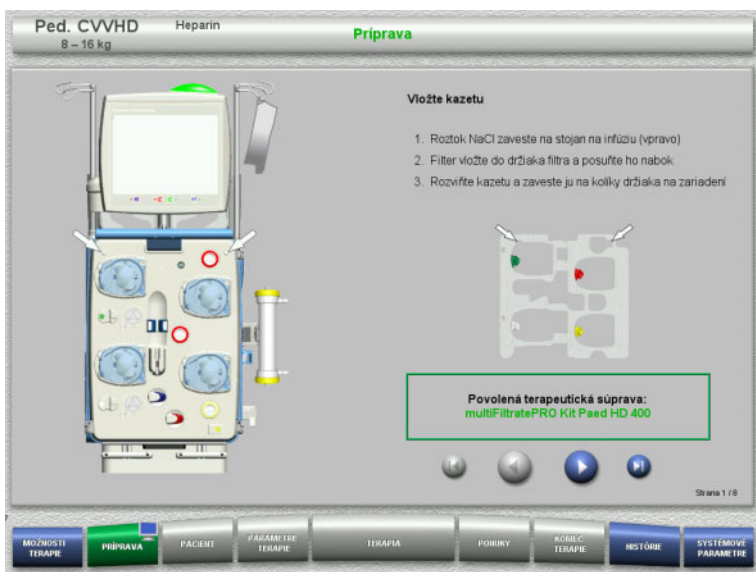 Ped. CVVHD
Heparin
8 – 16 kg
Príprava
Vložte kazetu
1. Roztok NaCl zaveste na stojan na infúziu (vpravo)
2. Filter vložte do držiaka filtra a posuňte ho nabok
3. Rozviňte kazetu a zaveste ju na kolíky držiaka na zariadení
Povolená terapeutická súprava:
multiFiltratePRO Kit Paed HD 400
Strana 1 / 8
MOŽNOSTI
TERAPIE
PRÍPRAVA
PACIENT
PARAMETRE
TERAPIE
TERAPIA
PONUKY
KONIEC
TERAPIE
HISTÓRIE
SYSTÉMOVÉ
PARAMETRE